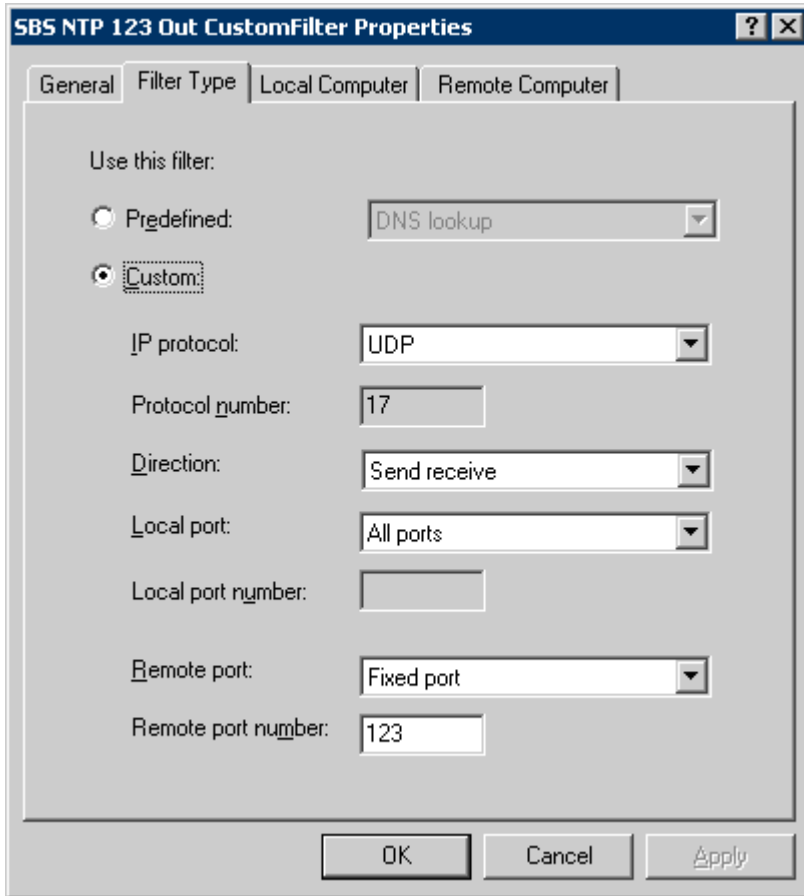 SBS NTP 123 Out CustomFilter Properties
General Filter Type Local Computer Remote Computer
Use this filter:
Predefined: DNS lookup
Custom:
IP protocol: UDP
Protocol number: 17
Direction: Send receive
Local port: All ports
Local port number:
Remote port: Fixed port
Remote port number: 123
OK Cancel Apply